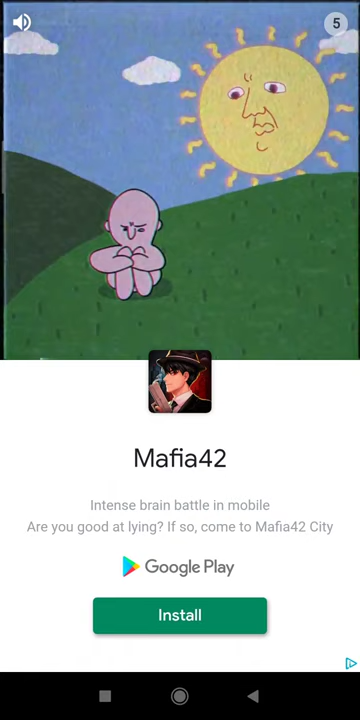 5
Mafia42
Intense brain battle in mobile
Are you good at lying? If so, come to Mafia42 City
Google Play
Install